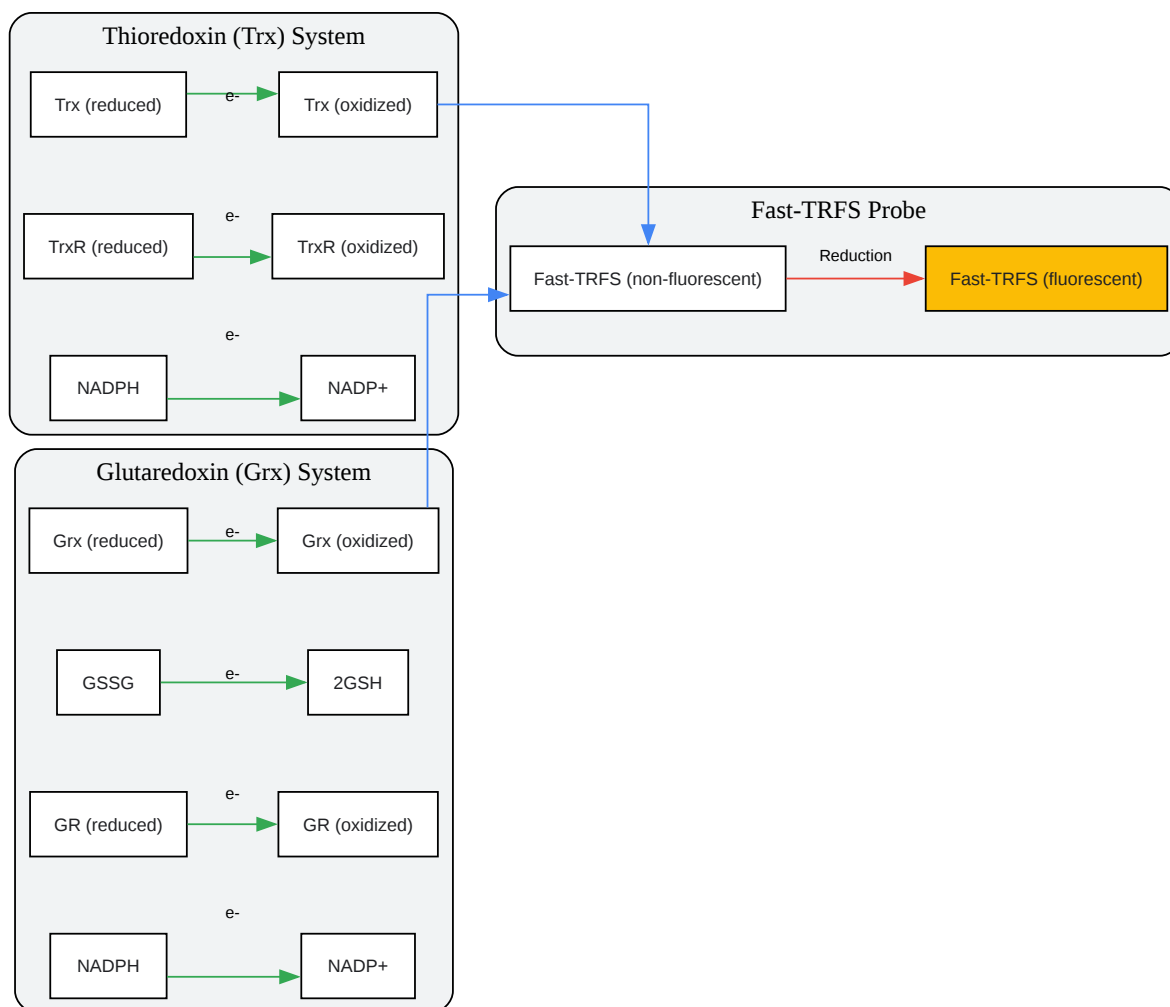 Thioredoxin (Trx) System
Trx (reduced)
e-
Trx (oxidized)
TrxR (reduced)
e-
TrxR (oxidized)
NADPH
e-
NADP+
Fast-TRFS Probe
Fast-TRFS (non-fluorescent)
Reduction
Fast-TRFS (fluorescent)
Glutaredoxin (Grx) System
Grx (reduced)
e-
Grx (oxidized)
GSSG
e-
2GSH
GR (reduced)
e-
GR (oxidized)
NADPH
e-
NADP+